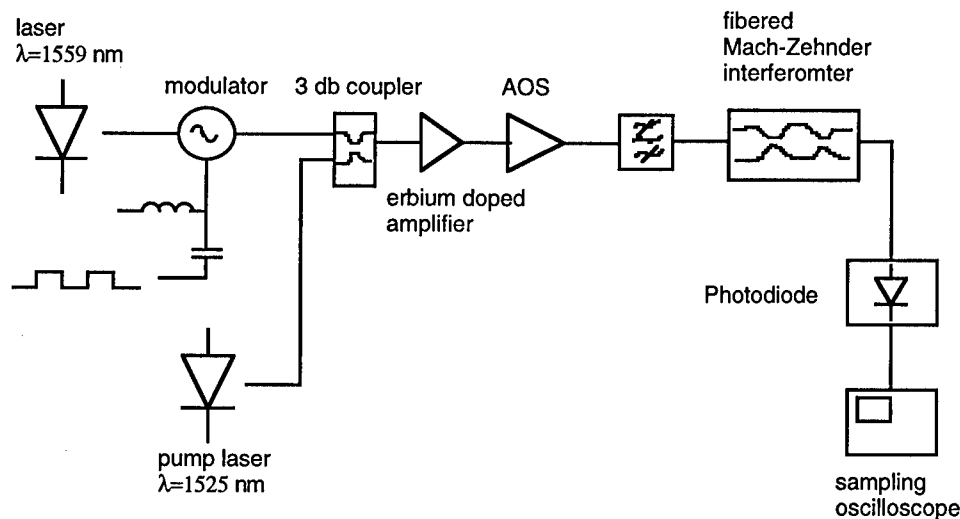 laser
λ=1559 nm
modulator
3 db coupler
AOS
fibered
Mach-Zehnder
interferomter
erbium doped
amplifier
Photodiode
pump laser
λ=1525 nm
sampling
oscilloscope